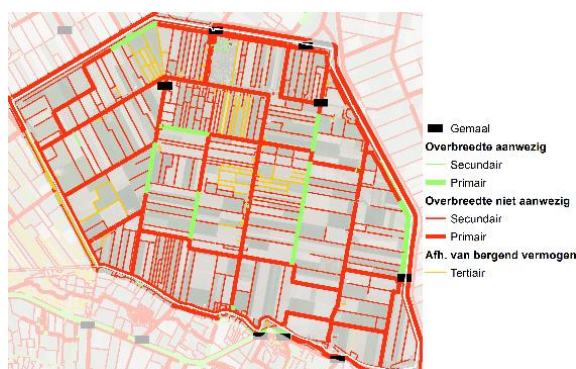 Gemaal
Overbreedte aanwezig
Secundair
Primair
Overbreedte niet aanwezig
Secundair
Primair
Afh. van bergend vermogen
Tertiair